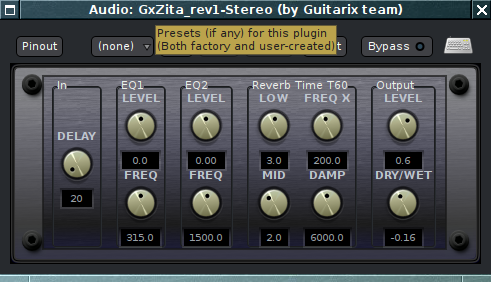 Audio: GxZita_rev1-Stereo (by Guitarix team)
Presets (if any) for this plugin
(Both factory and user-created)
Pinout (none) Bypass
In EQ1 EQ2 Reverb Time T60 Output
LEVEL LEVEL LOW FREQ X LEVEL
DELAY
0.0 0.00 3.0 200.0 0.6
FREQ FREQ MID DAMP DRY/WET
20
315.0 1500.0 2.0 6000.0 -0.16